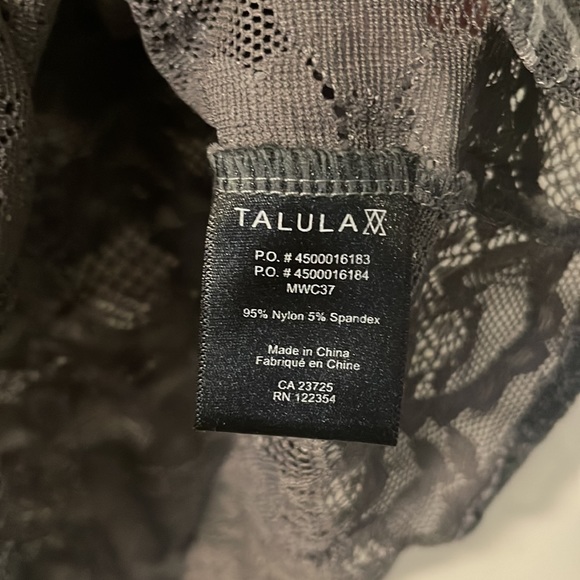 TALULA
P.O. # 4500016183
P.O. # 4500016184
MWC37
95% Nylon 5% Spandex
Made in China
Fabriqué en Chine
CA 23725
RN 122354